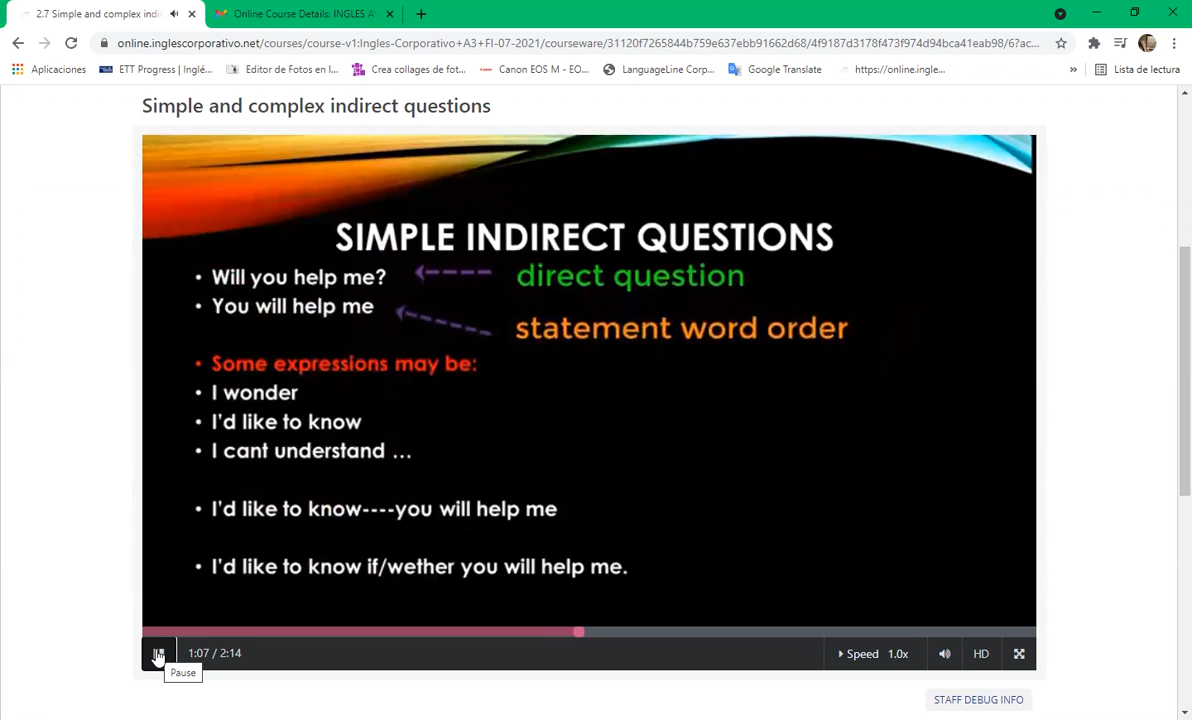 2.7 Simple and complex indi
Online Course Details: INGLES A
online.inglescorporativo.net/courses/course-v1:Ingles-Corporativo+A3+FI-07-2021/courseware/31120f7265844b759e637ebb91662d68/4f9187d3178f473f974d94bca41eab98/6?ac...
Aplicaciones
ETT Progress | Inglé...
Editor de Fotos en l...
Crea collages de fot...
Canon EOS M - EO...
LanguageLine Corp...
Google Translate
https://online.ingle...
»
Lista de lectura
Simple and complex indirect questions
SIMPLE INDIRECT QUESTIONS
• Will you help me?
direct question
• You will help me
statement word order
• Some expressions may be:
• I wonder
• I'd like to know
• I cant understand ...
• I'd like to know----you will help me
• I'd like to know if/wether you will help me.
1:07 / 2:14
Speed 1.0x
HD
Pause
STAFF DEBUG INFO